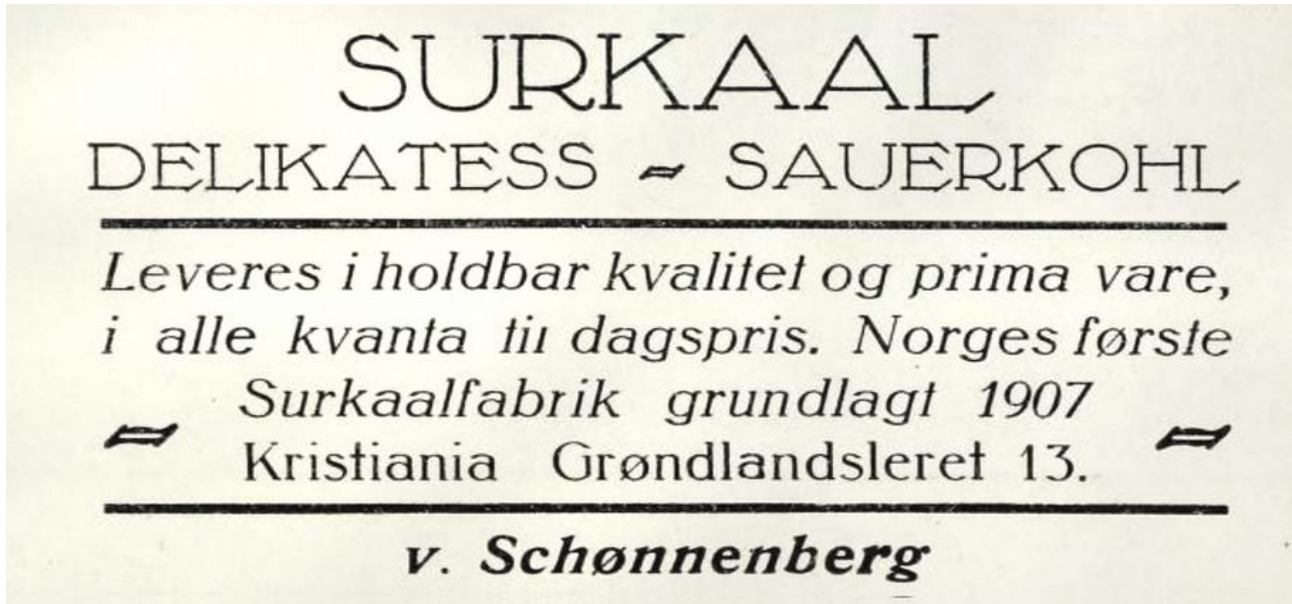 SURKAAL
DELIKATESS - SAUERKOHL
Leveres i holdbar kvalitet og prima vare,
i alle kvanta til dagspris. Norges første
Surkaalfabrik grundlagt 1907
Kristiania Grøndlandsleret 13.
v. Schønnenberg